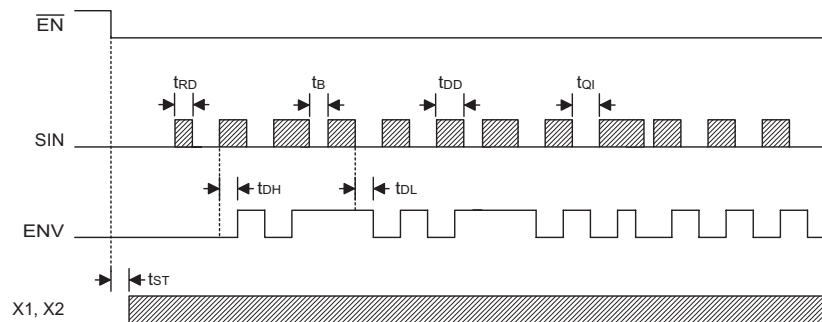 EN
tRD
tB
tDD
tQI
SIN
tDH
tDL
ENV
tST
X1, X2